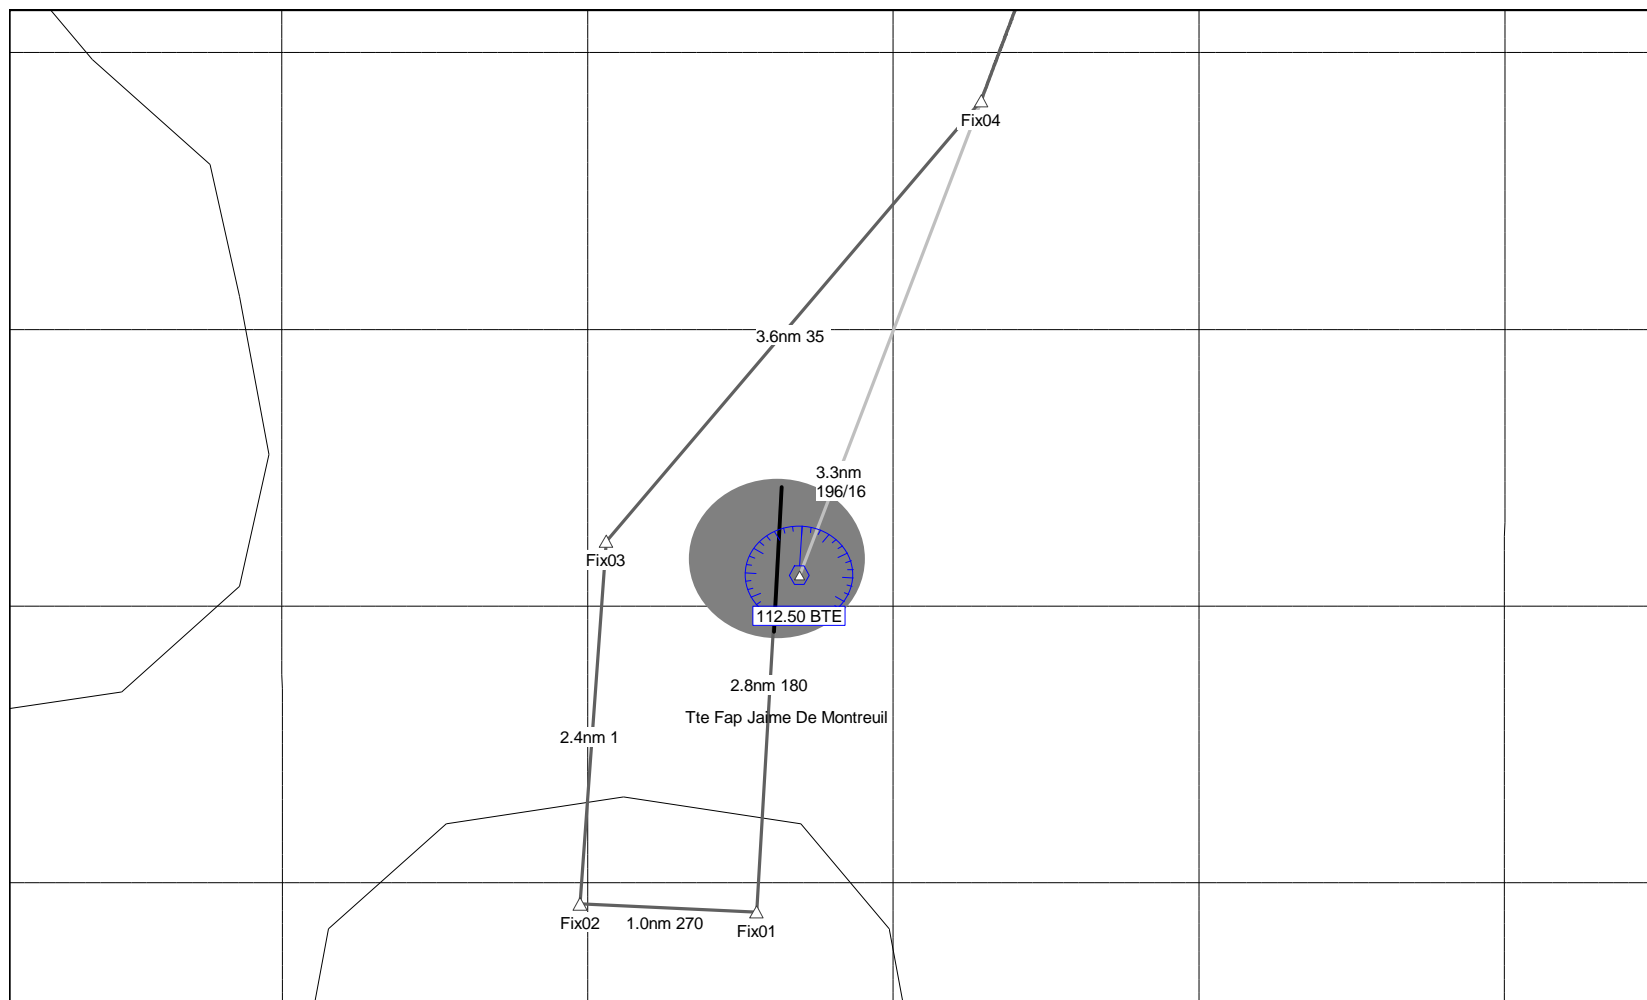 Fix04
3.6nm 35
3.3nm
196/16
Fix03
112.50 BTE
2.8nm 180
Tte Fap Jaime De Montreuil
2.4nm 1
Fix02
1.0nm 270
Fix01